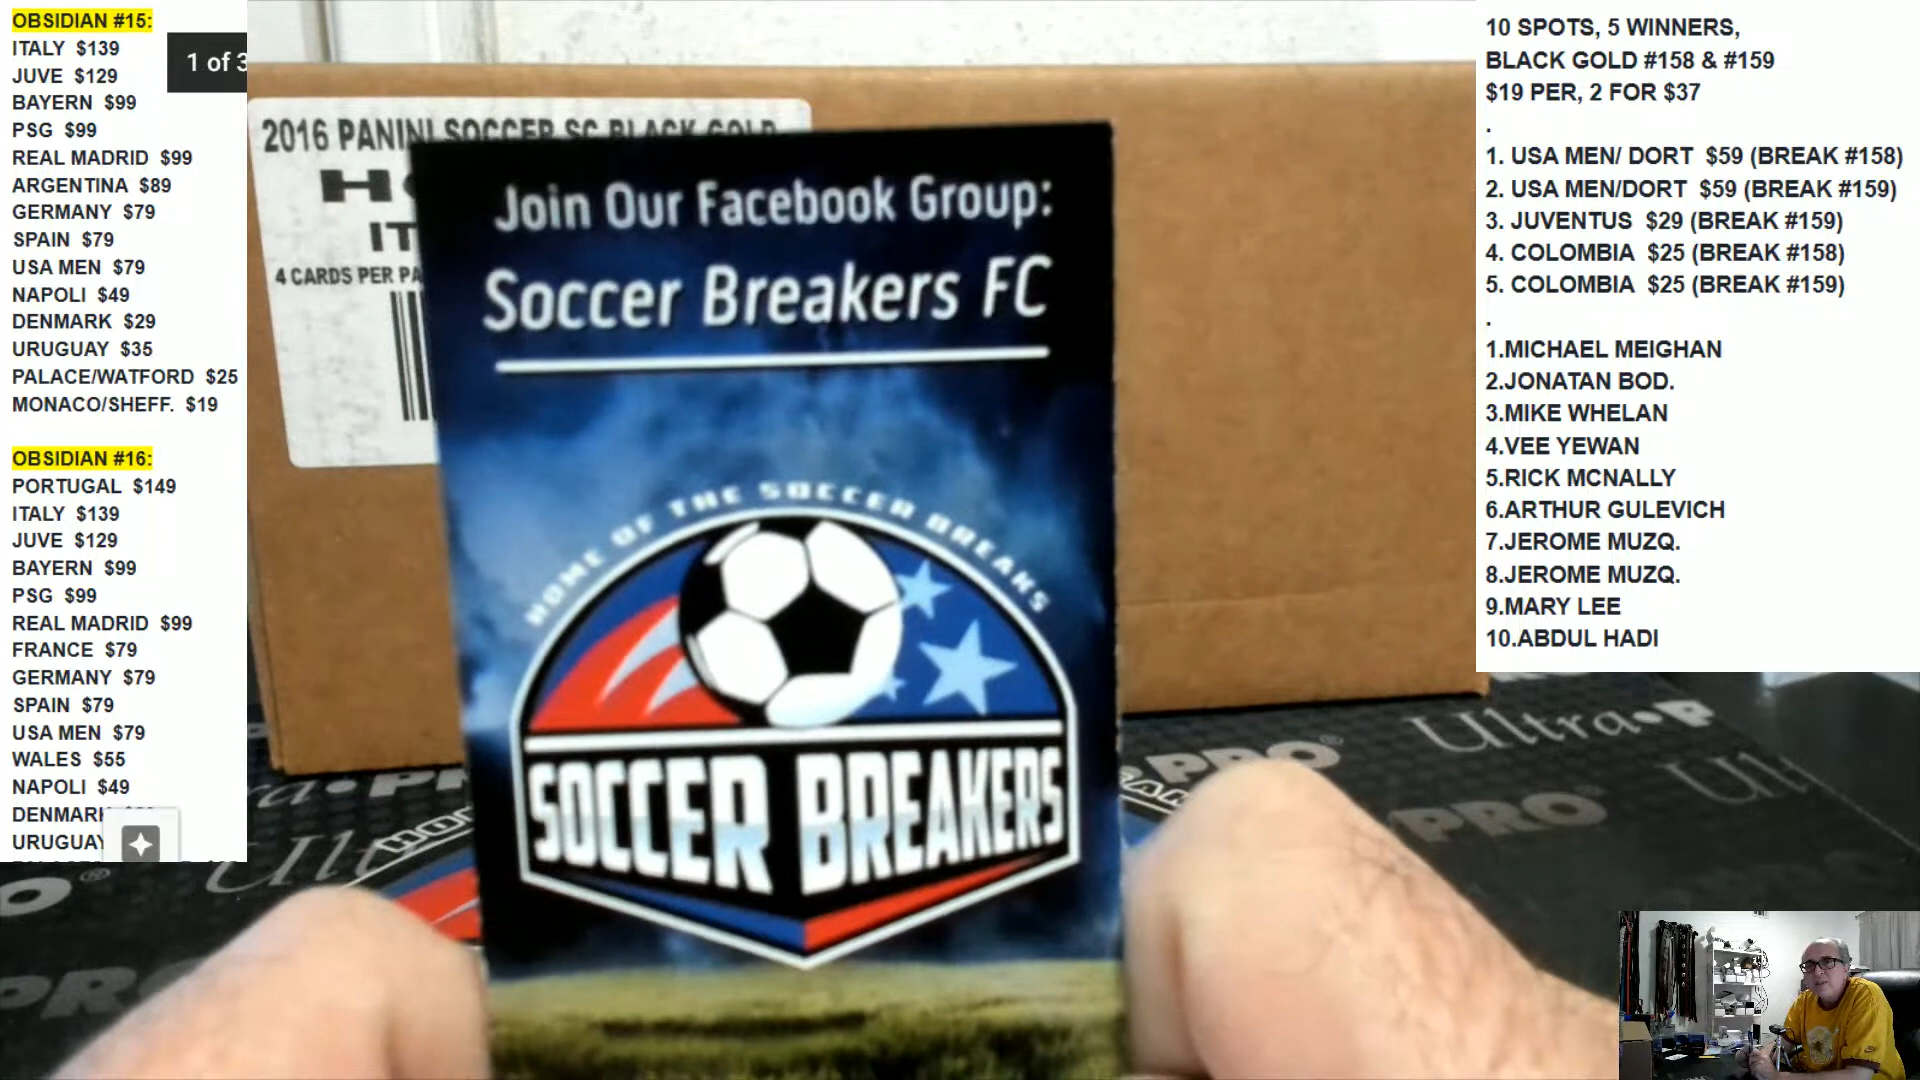 OBSIDIAN #15:
ITALY $139
JUVE $129
BAYERN $99
PSG $99
REAL MADRID $99
ARGENTINA $89
GERMANY $79
SPAIN $79
USA MEN $79
NAPOLI $49
DENMARK $29
URUGUAY $35
PALACE/WATFORD $25
MONACO/SHEFF. $19
OBSIDIAN #16:
PORTUGAL $149
ITALY $139
JUVE $129
BAYERN $99
PSG $99
REAL MADRID $99
FRANCE $79
GERMANY $79
SPAIN $79
USA MEN $79
WALES $55
NAPOLI $49
DENMARK
URUGUAY
1 of 3
2016 PANINI SOCCER SC BLACK GOLD
4 CARDS PER PA
Join Our Facebook Group:
Soccer Breakers FC
HOME OF THE SOCCER BREAKS
SOCCER BREAKERS
10 SPOTS, 5 WINNERS,
BLACK GOLD #158 & #159
$19 PER, 2 FOR $37
.
1. USA MEN/ DORT $59 (BREAK #158)
2. USA MEN/DORT $59 (BREAK #159)
3. JUVENTUS $29 (BREAK #159)
4. COLOMBIA $25 (BREAK #158)
5. COLOMBIA $25 (BREAK #159)
.
1.MICHAEL MEIGHAN
2.JONATAN BOD.
3.MIKE WHELAN
4.VEE YEWAN
5.RICK MCNALLY
6.ARTHUR GULEVICH
7.JEROME MUZQ.
8.JEROME MUZQ.
9.MARY LEE
10.ABDUL HADI
Ultra•P
PRO®
PRO®